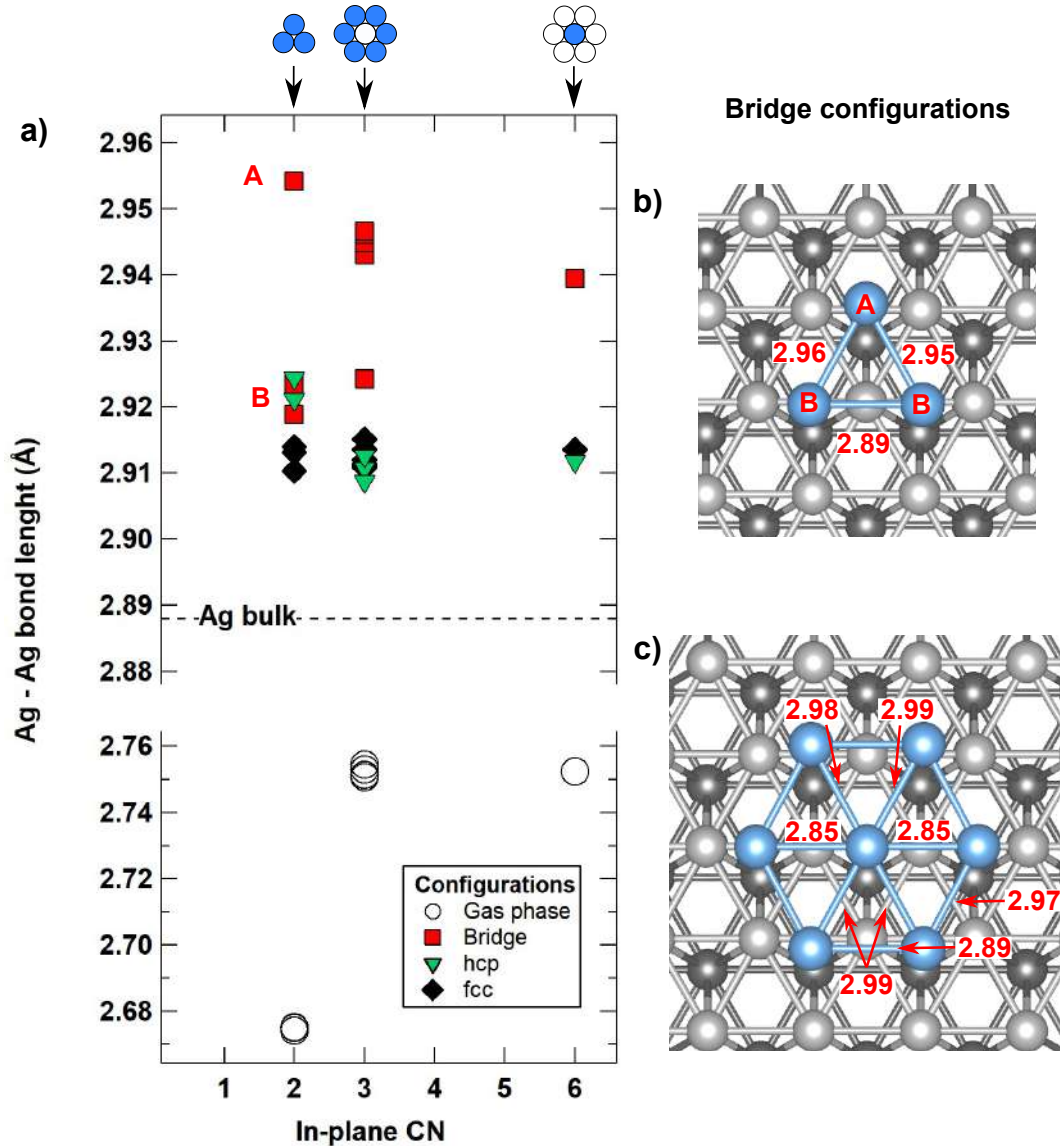 a)
Ag - Ag bond lenght (Å)
2.96
2.95
2.94
2.93
2.92
2.91
2.90
2.89
2.88
2.76
2.74
2.72
2.70
2.68
A
B
Ag bulk
Configurations
Gas phase
Bridge
hcp
fcc
1 2 3 4 5 6
In-plane CN
Bridge configurations
b)
A
2.96 2.95
B B
2.89
c)
2.98 2.99
2.85 2.85
2.97
2.89
2.99